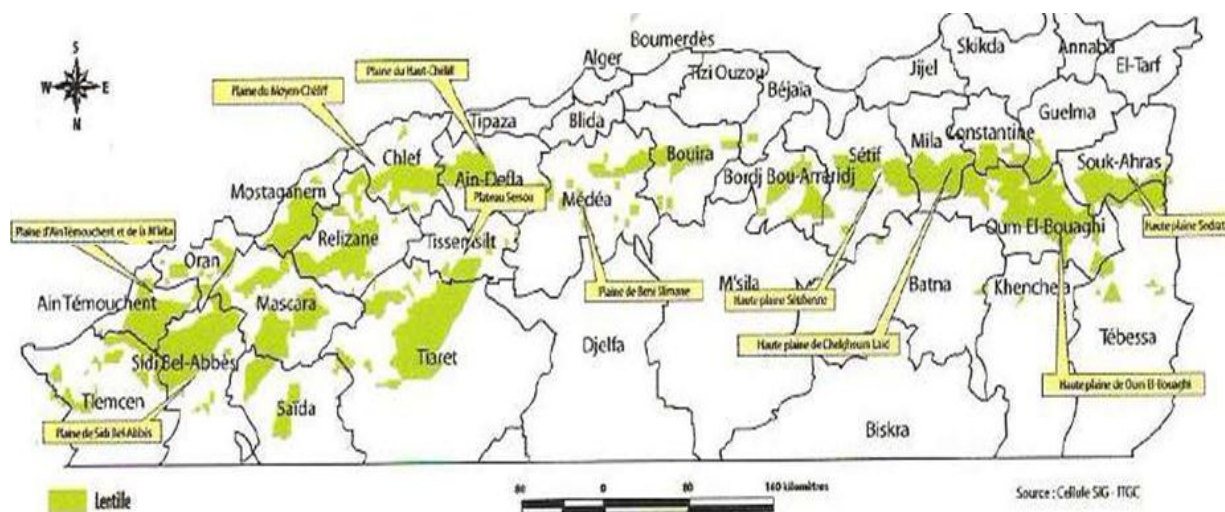 S
W E
N
Plaine du Haut-Chéliff
Plaine du Moyen-Chéliff
Alger
Boumerdès
Tizi Ouzou
Béjaïa
Jijel
Skikda
Annaba
El-Tarf
Tipaza
Blida
Guelma
Chlef
Ain-Defla
Bouira
Sétif
Mila
Constantine
Souk-Ahras
Mostaganem
Médéa
Bordj Bou-Arréridj
Plateau Sersou
Plaine d'Ain Témouchent et de la M'léta
Relizane
Tissemsilt
Oum El-Bouaghi
Oran
Plaine de Beni Slimane
M'sila
Haute plaine Sétifienne
Batna
Khenchela
Ain Témouchent
Mascara
Tébessa
Sidi Bel-Abbès
Tiaret
Djelfa
Haute plaine de Chelghoum Laid
Haute plaine de Oum El-Bouaghi
Tlemcen
Saïda
Plaine de Sidi Bel-Abbès
Biskra
Lentille
80 0 80 160 kilomètres
Source : Cellule SIG - ITGC